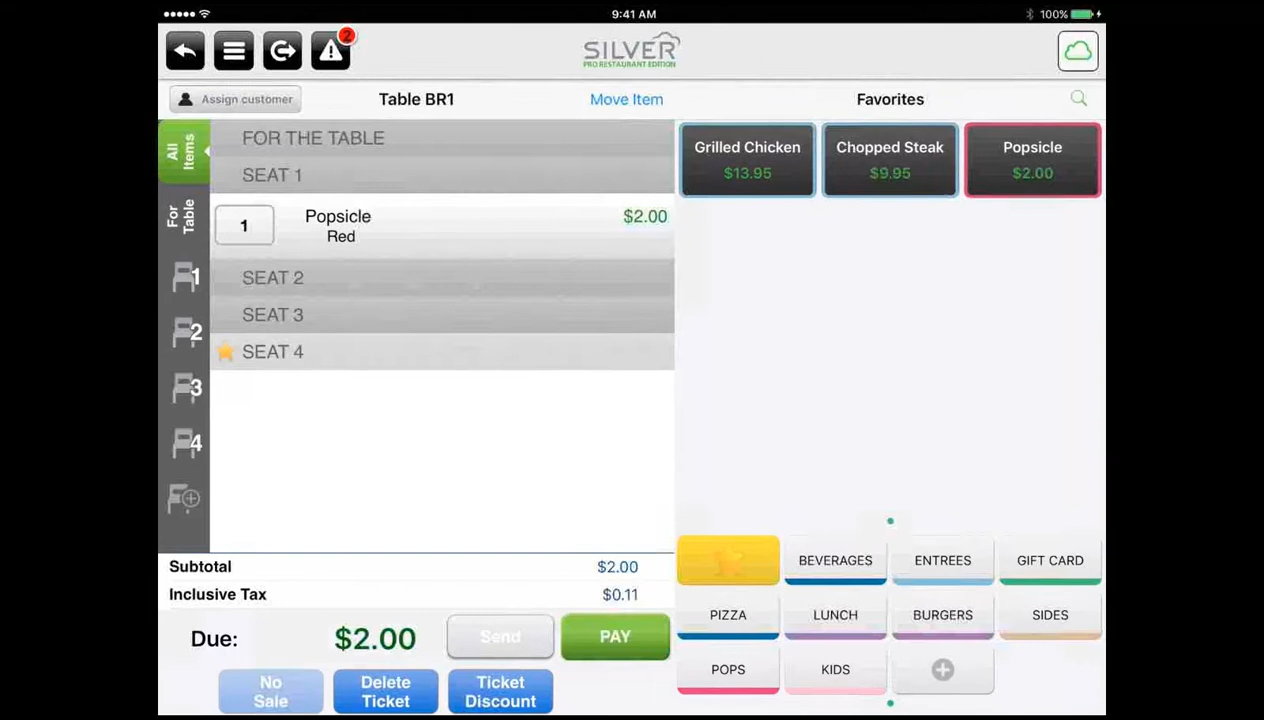 9:41 AM
100%
2
SILVER
PRO RESTAURANT EDITION
Assign customer
Table BR1
Move Item
Favorites
All Items
For Table
1
2
3
4
FOR THE TABLE
SEAT 1
1
Popsicle
$2.00
Red
SEAT 2
SEAT 3
SEAT 4
Grilled Chicken
$13.95
Chopped Steak
$9.95
Popsicle
$2.00
Subtotal
$2.00
Inclusive Tax
$0.11
Due:
$2.00
Send
PAY
No Sale
Delete Ticket
Ticket Discount
BEVERAGES
ENTREES
GIFT CARD
PIZZA
LUNCH
BURGERS
SIDES
POPS
KIDS